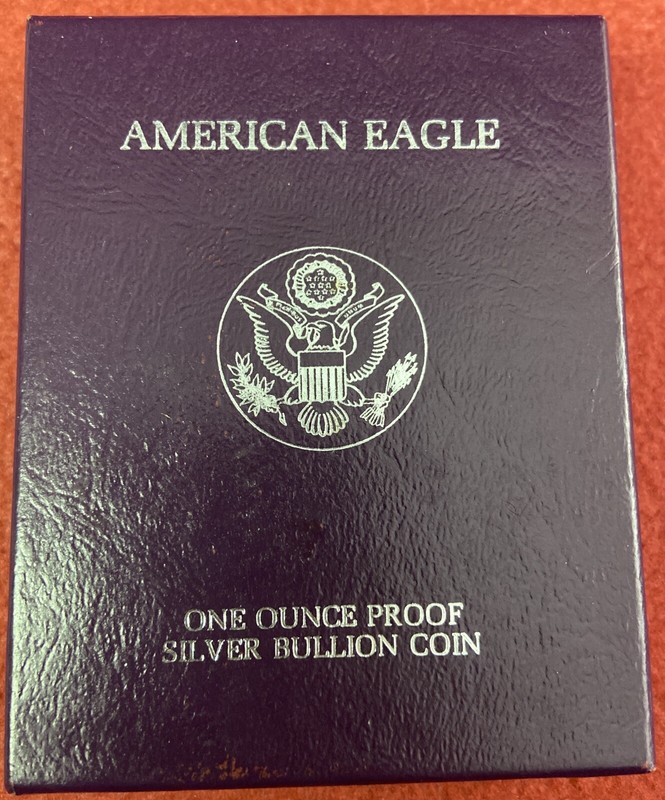 AMERICAN EAGLE
ONE OUNCE PROOF
SILVER BULLION COIN